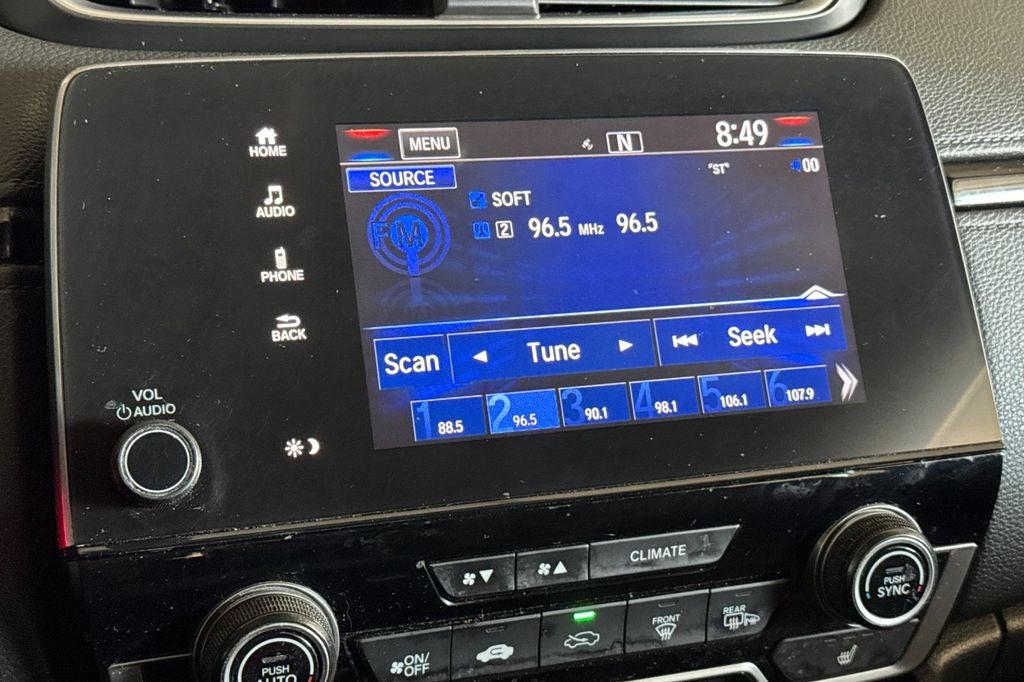 HOME
MENU
N
8:49
SOURCE
"ST"
00
AUDIO
SOFT
FM
2 96.5 MHz 96.5
PHONE
BACK
Scan
Tune
Seek
1 88.5
2 96.5
3 90.1
4 98.1
5 106.1
6 107.9
VOL
AUDIO
CLIMATE
PUSH
SYNC
ON/
OFF
FRONT
REAR
PUSH
AUTO